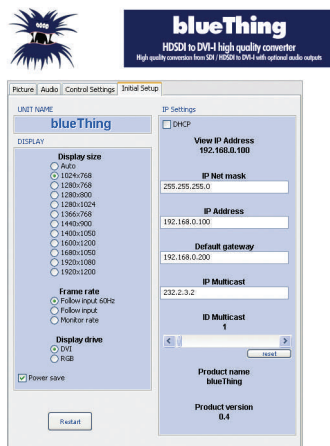 blueThing
HDSDI to DVI-I high quality converter
High quality conversion from SDI / HDSDI to DVI-I with optional audio outputs
Picture Audio Control Settings Initial Setup
UNIT NAME
blueThing
DISPLAY
Display size
Auto
1024x768
1280x768
1280x800
1280x1024
1366x768
1440x900
1400x1050
1600x1200
1680x1050
1920x1080
1920x1200
Frame rate
Follow input 60Hz
Follow input
Monitor rate
Display drive
DVI
RGB
Power save
Restart
IP Settings
DHCP
View IP Address
192.168.0.100
IP Net mask
255.255.255.0
IP Address
192.168.0.100
Default gateway
192.168.0.200
IP Multicast
232.2.3.2
ID Multicast
1
reset
Product name
blueThing
Product version
0.4